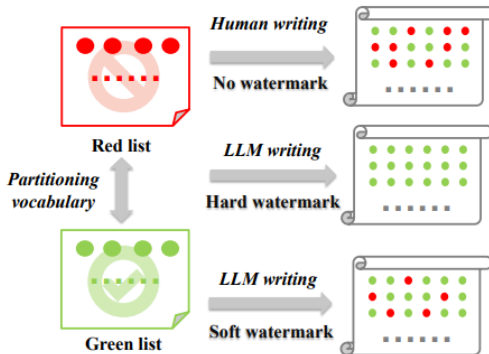 Human writing
No watermark
Red list
LLM writing
Partitioning
vocabulary
Hard watermark
LLM writing
Green list
Soft watermark